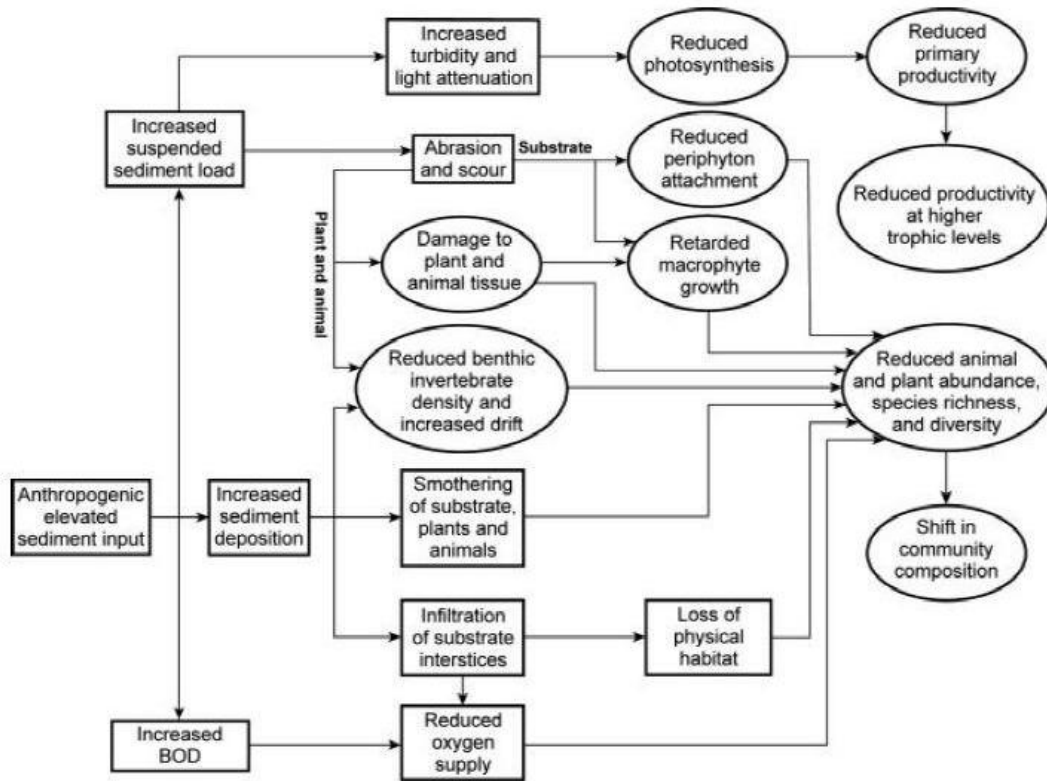 Increased
turbidity and
light attenuation
Reduced
photosynthesis
Reduced
primary
productivity
Increased
suspended
sediment load
Abrasion
and scour
Substrate
Reduced
periphyton
attachment
Reduced productivity
at higher
trophic levels
Plant and animal
Damage to
plant and
animal tissue
Retarded
macrophyte
growth
Reduced benthic
invertebrate
density and
increased drift
Reduced animal
and plant abundance,
species richness,
and diversity
Anthropogenic
elevated
sediment input
Increased
sediment
deposition
Smothering
of substrate,
plants and
animals
Shift in
community
composition
Infiltration
of substrate
interstices
Loss of
physical
habitat
Increased
BOD
Reduced
oxygen
supply